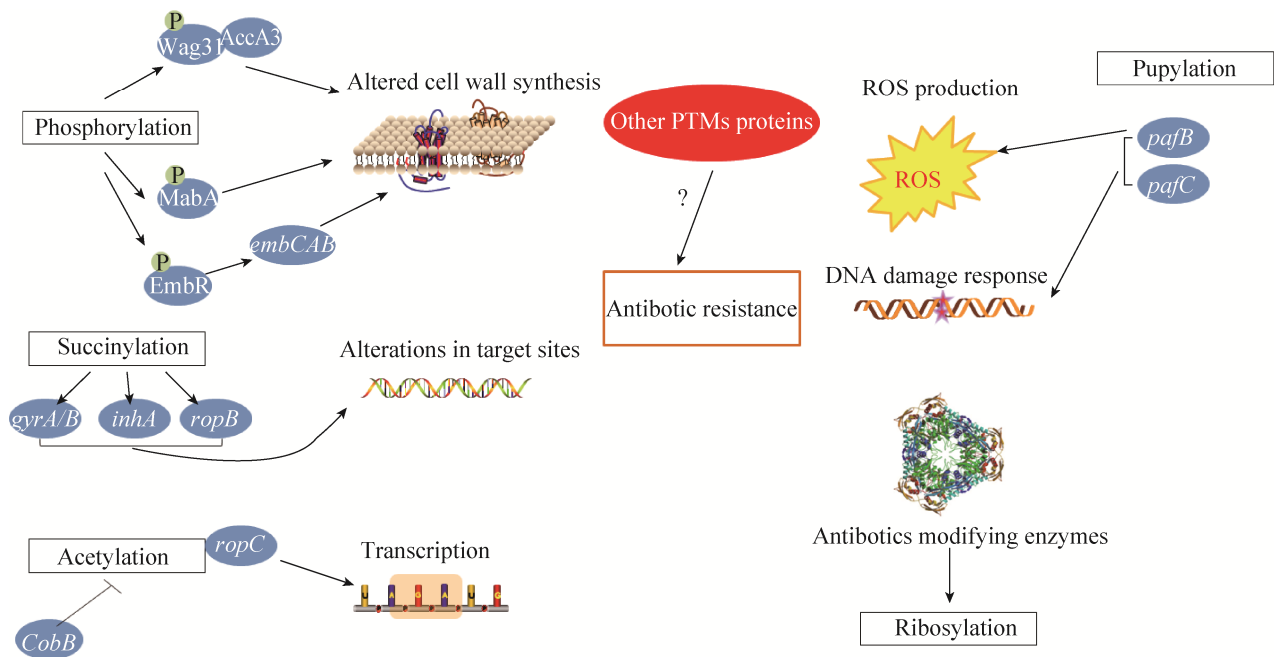 P
Wag31
AccA3
Phosphorylation
P
MabA
P
EmbR
embCAB
Altered cell wall synthesis
Other PTMs proteins
?
Antibotic resistance
ROS production
ROS
Pupylation
pafB
pafC
DNA damage response
Succinylation
gyrA/B
inhA
ropB
Alterations in target sites
Acetylation
ropC
CobB
Transcription
U A G A U G
Antibotics modifying enzymes
Ribosylation